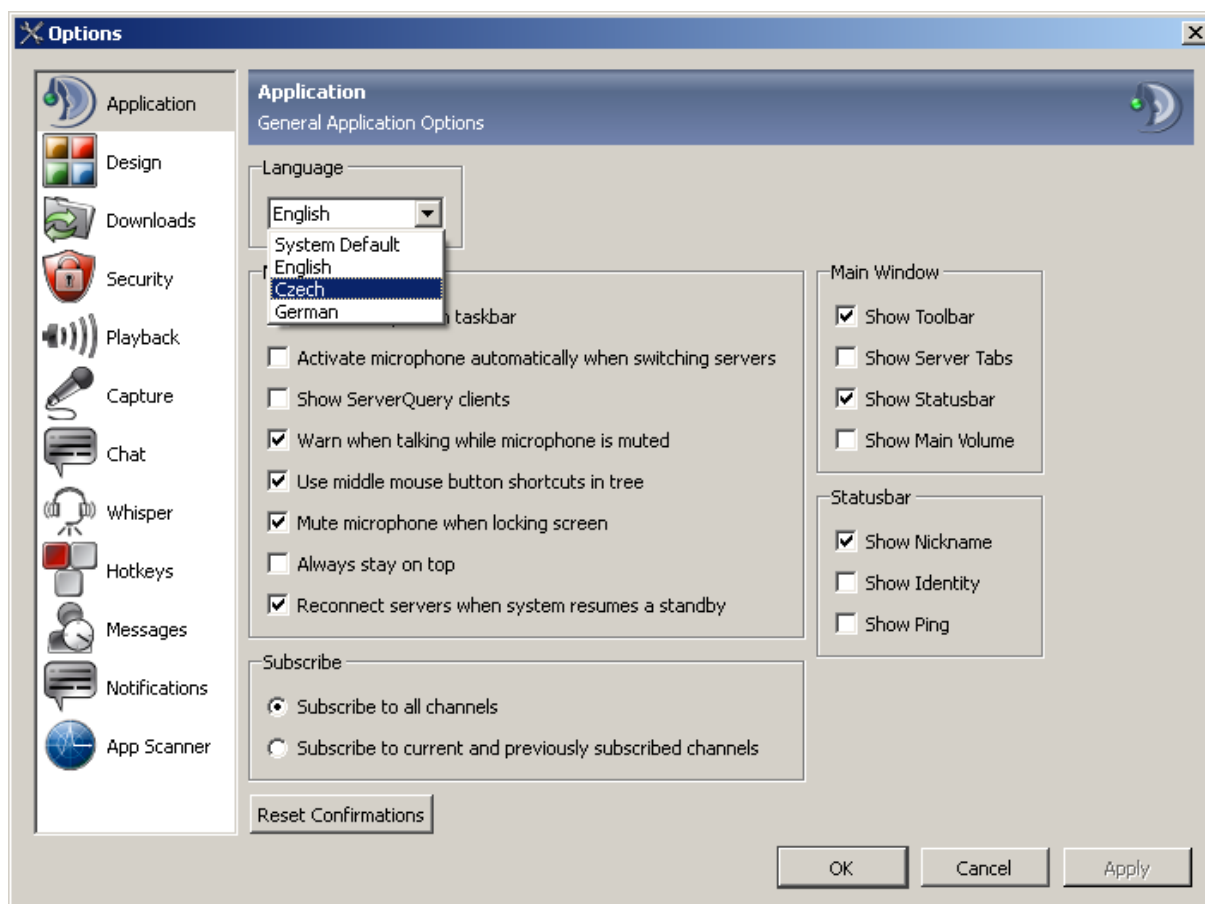 Options
Application
Design
Downloads
Security
Playback
Capture
Chat
Whisper
Hotkeys
Messages
Notifications
App Scanner
Application
General Application Options
Language
English
System Default
English
Czech
German
taskbar
Activate microphone automatically when switching servers
Show ServerQuery clients
Warn when talking while microphone is muted
Use middle mouse button shortcuts in tree
Mute microphone when locking screen
Always stay on top
Reconnect servers when system resumes a standby
Main Window
Show Toolbar
Show Server Tabs
Show Statusbar
Show Main Volume
Statusbar
Show Nickname
Show Identity
Show Ping
Subscribe
Subscribe to all channels
Subscribe to current and previously subscribed channels
Reset Confirmations
OK
Cancel
Apply